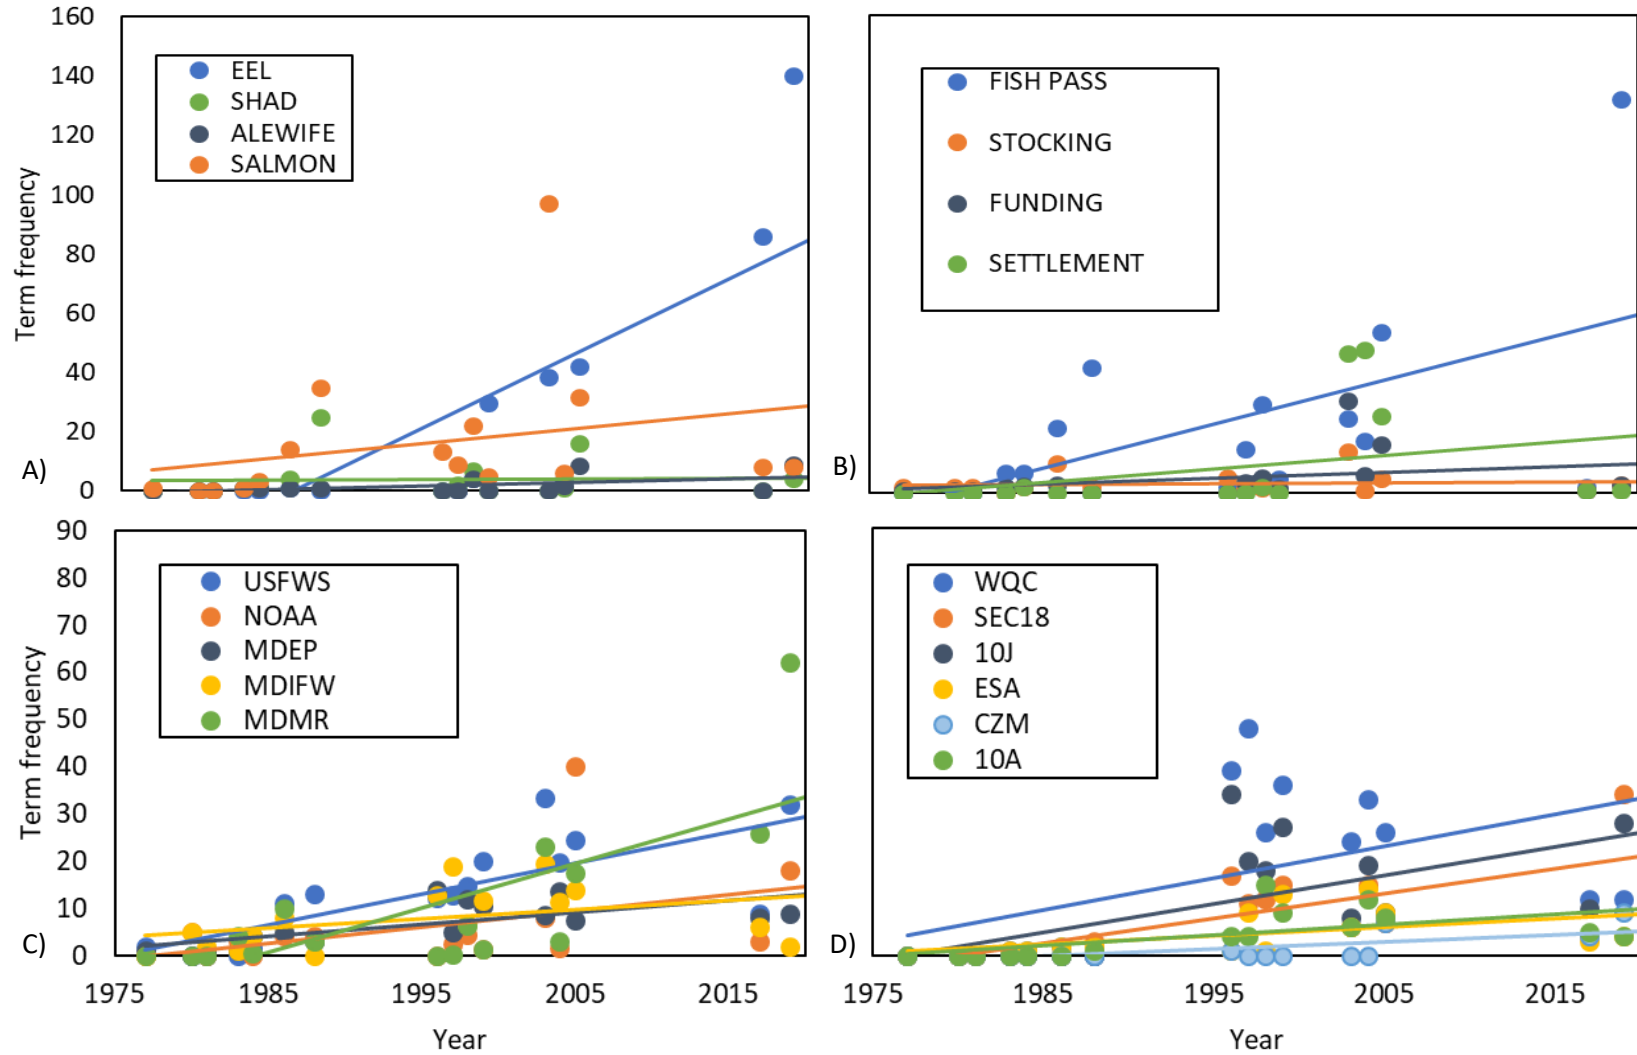 160
140
120
100
80
60
40
20
0
Term frequency
EEL
SHAD
ALEWIFE
SALMON
A)
FISH PASS
STOCKING
FUNDING
SETTLEMENT
B)
90
80
70
60
50
40
30
20
10
0
Term frequency
USFWS
NOAA
MDEP
MDIFW
MDMR
C)
1975 1985 1995 2005 2015
Year
WQC
SEC18
10J
ESA
CZM
10A
D)
1975 1985 1995 2005 2015
Year